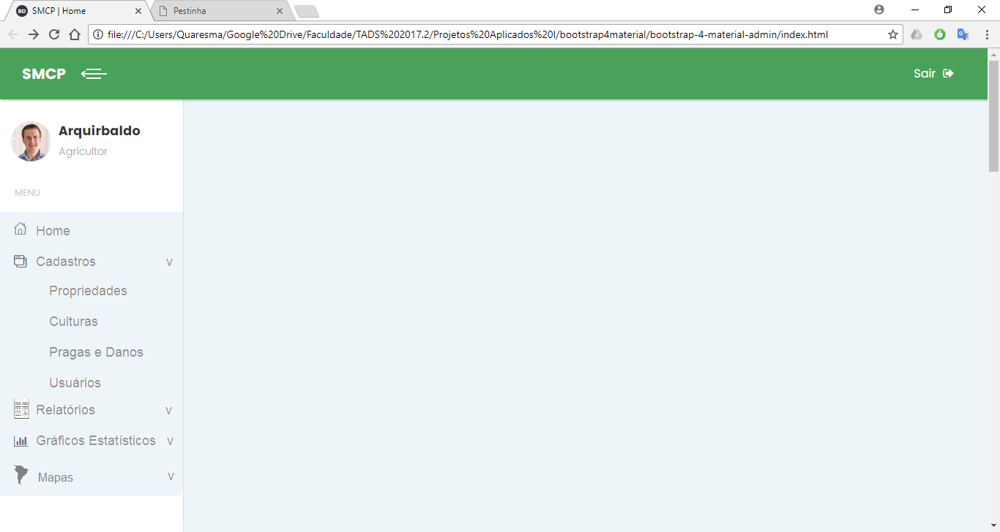 BD SMCP | Home
Pestinha
file:///C:/Users/Quaresma/Google%20Drive/Faculdade/TADS%202017.2/Projetos%20Aplicados%20I/bootstrap4material/bootstrap-4-material-admin/index.html
SMCP
Sair
Arquirbaldo
Agricultor
MENU
Home
Cadastros V
Propriedades
Culturas
Pragas e Danos
Usuários
Relatórios V
Gráficos Estatísticos V
Mapas V